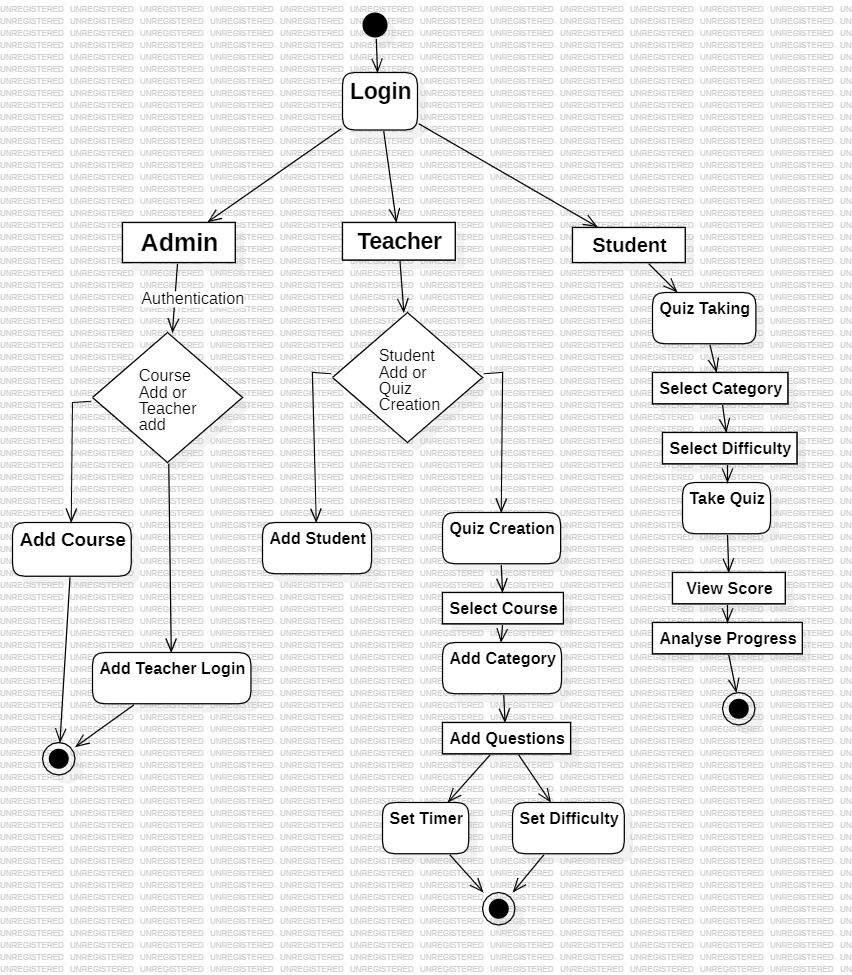 Login
Admin
Teacher
Student
Authentication
Quiz Taking
Course
Add or
Teacher
add
Student
Add or
Quiz
Creation
Select Category
Select Difficulty
Take Quiz
Add Course
Add Student
Quiz Creation
View Score
Select Course
Analyse Progress
Add Teacher Login
Add Category
Add Questions
Set Timer
Set Difficulty
UNREGISTERED